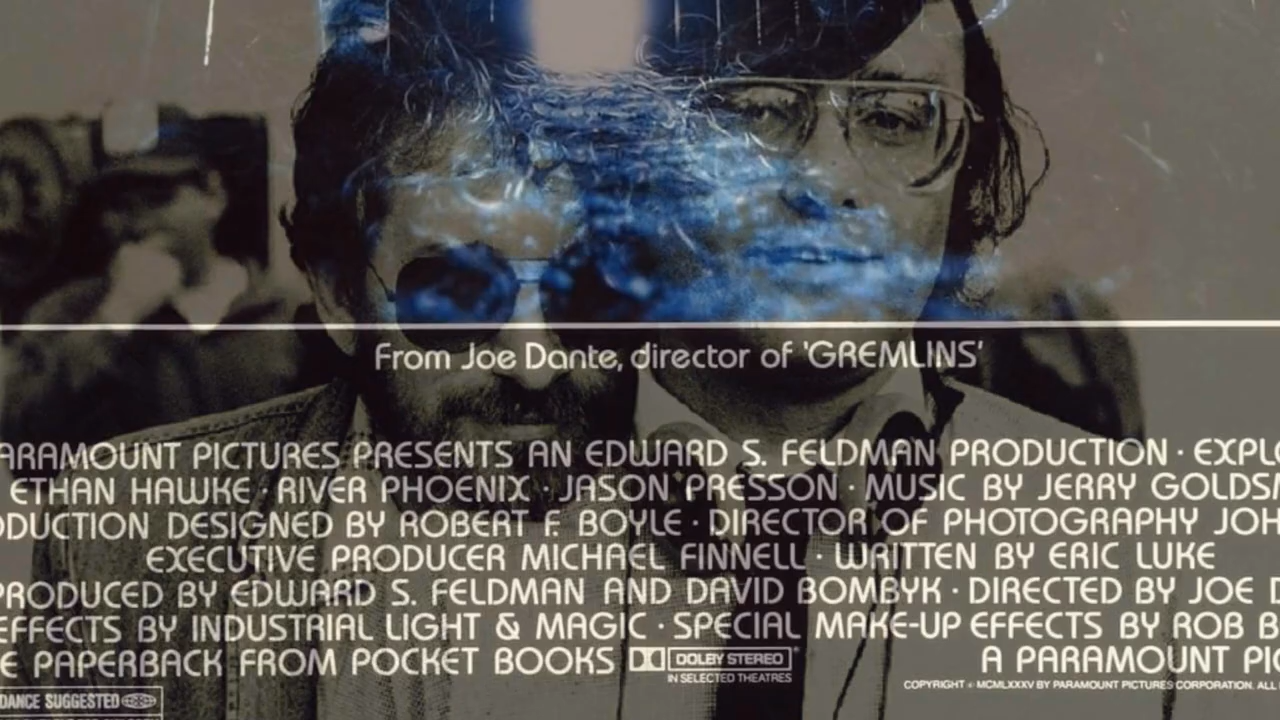 From Joe Dante, director of 'GREMLINS'
ARAMOUNT PICTURES PRESENTS AN EDWARD S. FELDMAN PRODUCTION · EXPLO
ETHAN HAWKE · RIVER PHOENIX · JASON PRESSON · MUSIC BY JERRY GOLDSM
ODUCTION DESIGNED BY ROBERT F. BOYLE · DIRECTOR OF PHOTOGRAPHY JOH
EXECUTIVE PRODUCER MICHAEL FINNELL · WRITTEN BY ERIC LUKE
PRODUCED BY EDWARD S. FELDMAN AND DAVID BOMBYK · DIRECTED BY JOE D
EFFECTS BY INDUSTRIAL LIGHT & MAGIC · SPECIAL MAKE-UP EFFECTS BY ROB B
E PAPERBACK FROM POCKET BOOKS DOLBY STEREO
IN SELECTED THEATRES
A PARAMOUNT PIC
COPYRIGHT © MCMLXXXV BY PARAMOUNT PICTURES CORPORATION. ALL
DANCE SUGGESTED